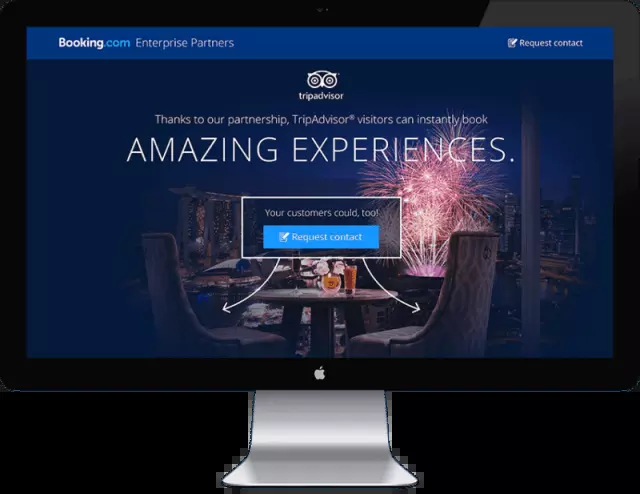 Booking.com Enterprise Partners
Request contact
tripadvisor
Thanks to our partnership, TripAdvisor® visitors can instantly book
AMAZING EXPERIENCES.
Your customers could, too!
Request contact